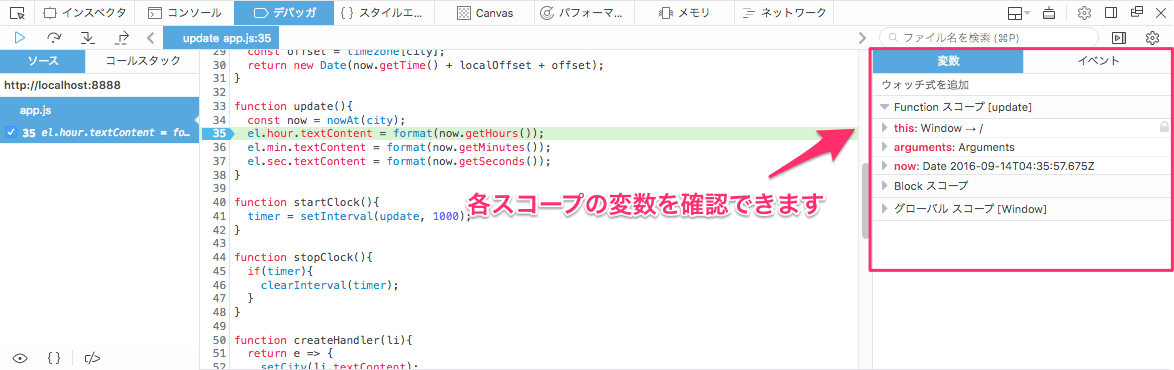 インスペクタ コンソール デバッガ スタイルエ... Canvas パフォーマ... メモリ ネットワーク
update app.js:35 ファイル名を検索 (⌘P)
ソース コールスタック
http://localhost:8888
app.js
35 el.hour.textContent = fo…
29 const offset = timezone[city];
30 return new Date(now.getTime() + localOffset + offset);
31 }
32
33 function update(){
34 const now = nowAt(city);
35 el.hour.textContent = format(now.getHours());
36 el.min.textContent = format(now.getMinutes());
37 el.sec.textContent = format(now.getSeconds());
38 }
39
40 function startClock(){
41 timer = setInterval(update, 1000);
42 }
43
44 function stopClock(){
45 if(timer){
46 clearInterval(timer);
47 }
48 }
49
50 function createHandler(li){
51 return e => {
52 setCity(li.textContent);
各スコープの変数を確認できます
変数 イベント
ウォッチ式を追加
Function スコープ [update]
this: Window → /
arguments: Arguments
now: Date 2016-09-14T04:35:57.675Z
Block スコープ
グローバル スコープ [Window]